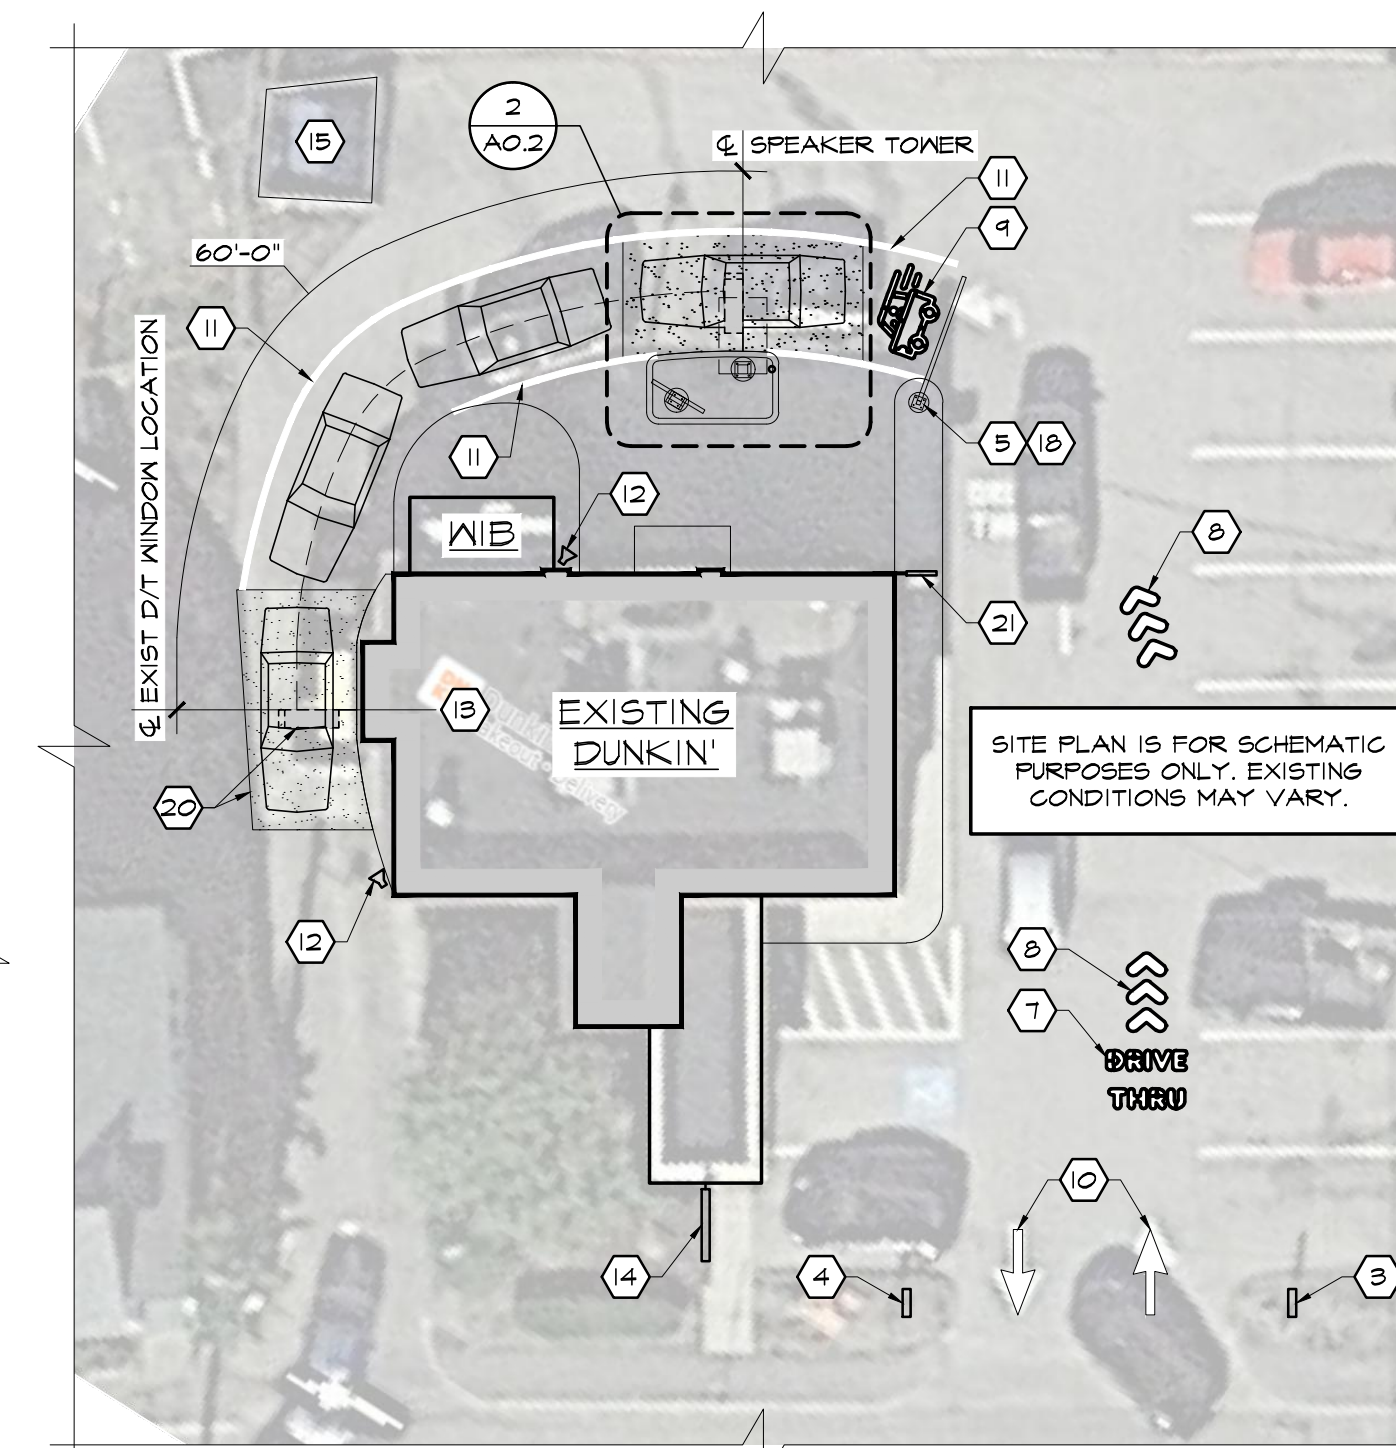 2
A0.2
15
℄ SPEAKER TOWER
11
9
60'-0"
11
℄ EXIST D/T WINDOW LOCATION
11
5
18
12
WIB
8
21
13
EXISTING
DUNKIN'
SITE PLAN IS FOR SCHEMATIC
PURPOSES ONLY. EXISTING
CONDITIONS MAY VARY.
20
12
8
7
DRIVE
THRU
10
14
4
3